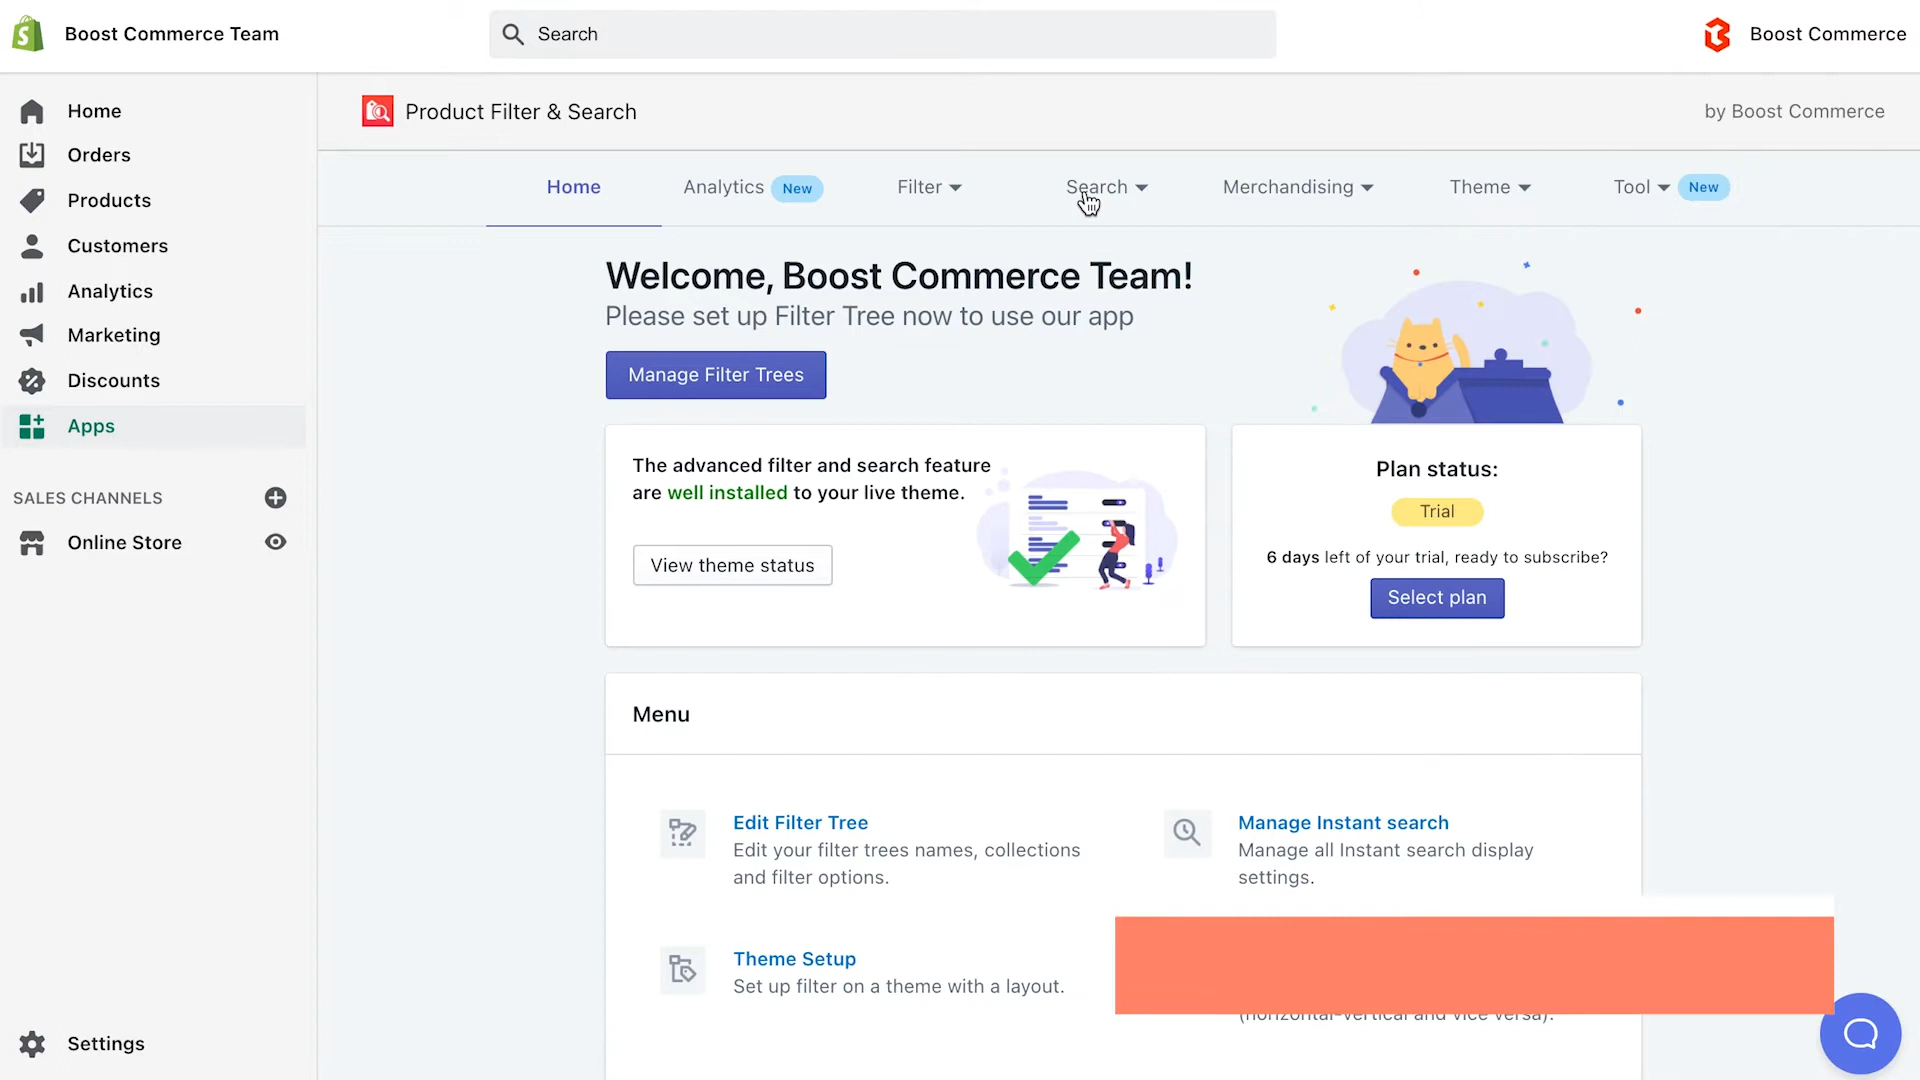 Boost Commerce Team
Search
Boost Commerce
Home
Orders
Products
Customers
Analytics
Marketing
Discounts
Apps
SALES CHANNELS
Online Store
Settings
Product Filter & Search
by Boost Commerce
Home
Analytics New
Filter
Search
Merchandising
Theme
Tool New
Welcome, Boost Commerce Team!
Please set up Filter Tree now to use our app
Manage Filter Trees
The advanced filter and search feature
are well installed to your live theme.
View theme status
Plan status:
Trial
6 days left of your trial, ready to subscribe?
Select plan
Menu
Edit Filter Tree
Edit your filter trees names, collections
and filter options.
Manage Instant search
Manage all Instant search display
settings.
Theme Setup
Set up filter on a theme with a layout.
(horizontal-vertical and vice versa).